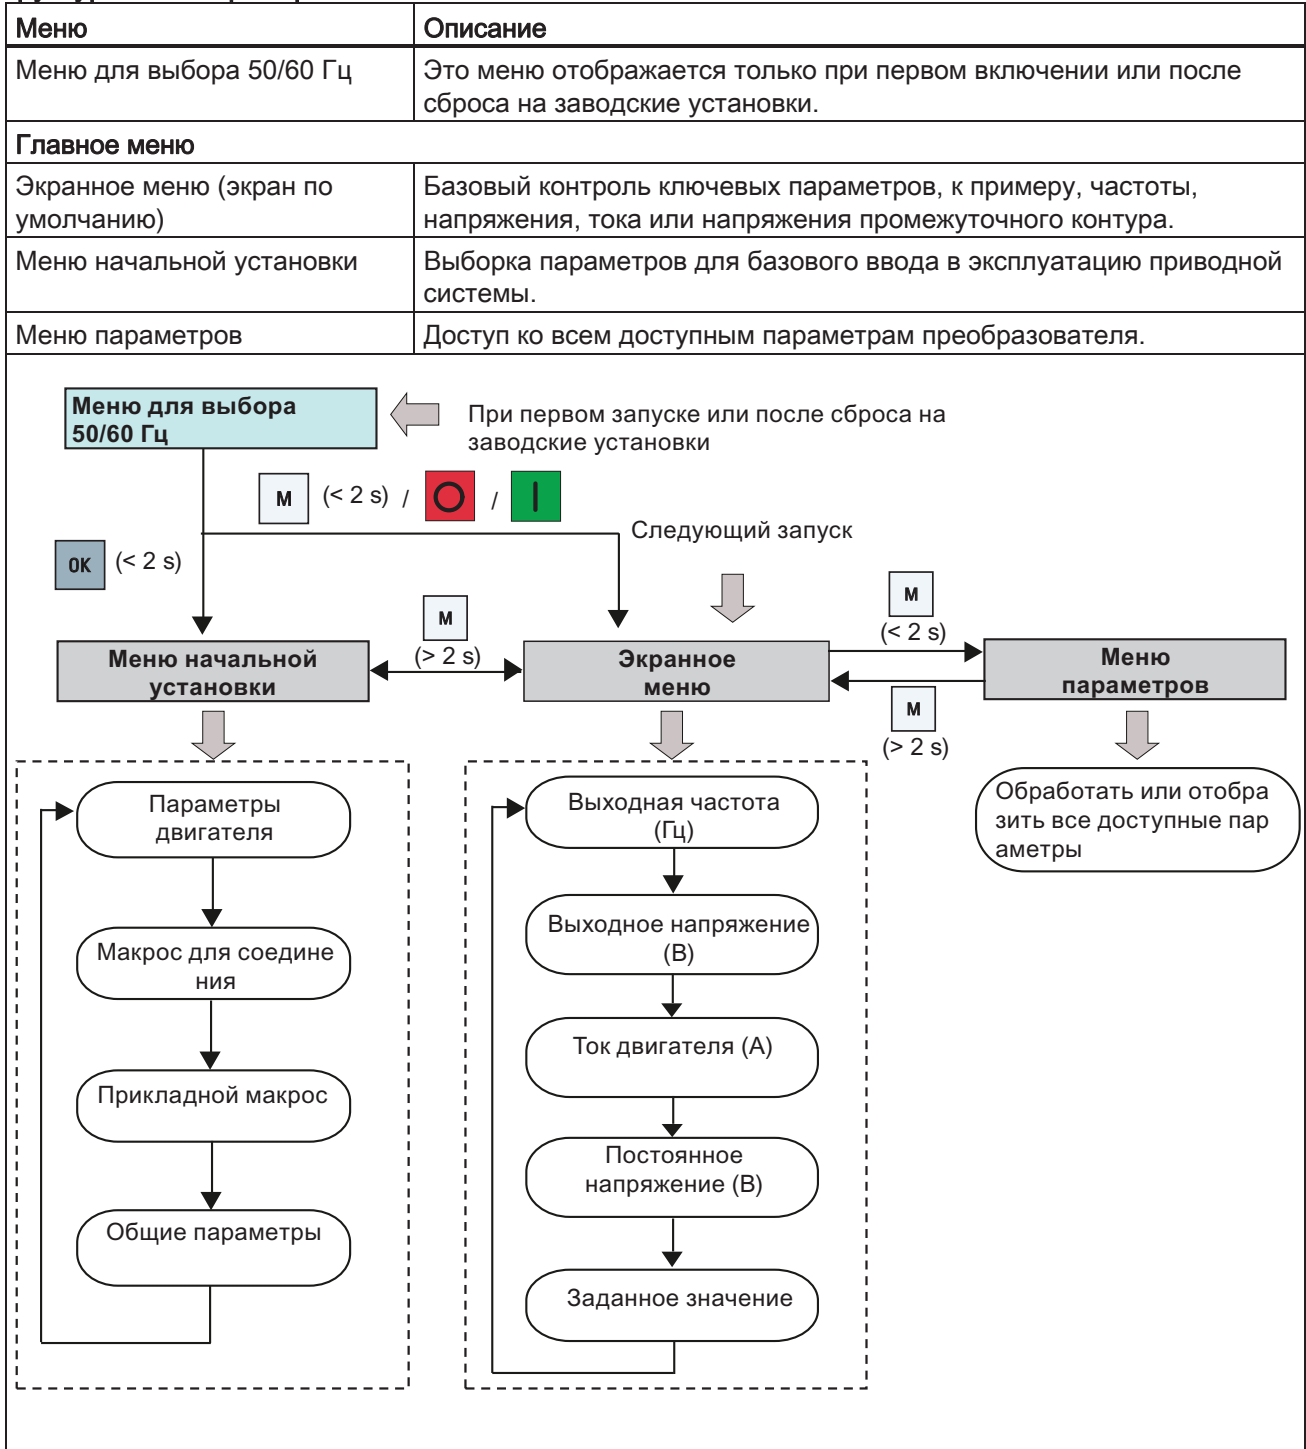 Меню Описание
Меню для выбора 50/60 Гц Это меню отображается только при первом включении или после
сброса на заводские установки.
Главное меню
Экранное меню (экран по Базовый контроль ключевых параметров, к примеру, частоты,
умолчанию) напряжения, тока или напряжения промежуточного контура.
Меню начальной установки Выборка параметров для базового ввода в эксплуатацию приводной
системы.
Меню параметров Доступ ко всем доступным параметрам преобразователя.
Меню для выбора
50/60 Гц
При первом запуске или после сброса на
заводские установки
M (< 2 s) / /
Следующий запуск
OK (< 2 s)
M
(> 2 s)
M
(< 2 s)
Меню начальной
установки
Экранное
меню
Меню
параметров
M
(> 2 s)
Параметры
двигателя
Макрос для соедине
ния
Прикладной макрос
Общие параметры
Выходная частота
(Гц)
Выходное напряжение
(В)
Ток двигателя (А)
Постоянное
напряжение (В)
Заданное значение
Обработать или отобра
зить все доступные пар
аметры